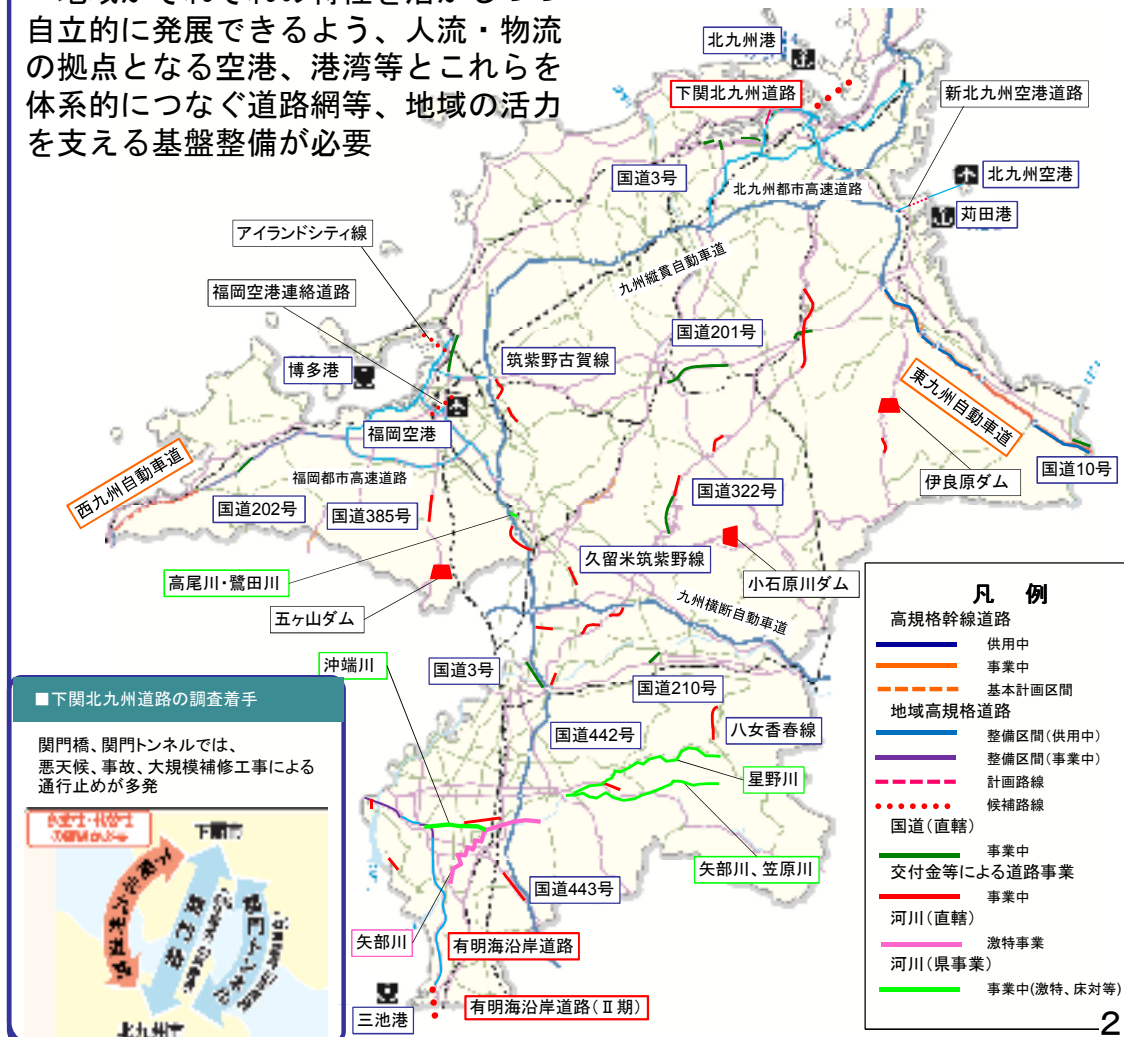 自立的に発展できるよう、人流・物流
の拠点となる空港、港湾等とこれらを
体系的につなぐ道路網等、地域の活力
を支える基盤整備が必要
北九州港
下関北九州道路
新北九州空港道路
国道3号
北九州都市高速道路
北九州空港
苅田港
アイランドシティ線
九州縦貫自動車道
福岡空港連絡道路
国道201号
筑紫野古賀線
博多港
東九州自動車道
福岡空港
西九州自動車道
福岡都市高速道路
国道10号
伊良原ダム
国道202号
国道385号
国道322号
高尾川・鷺田川
久留米筑紫野線
小石原川ダム
五ヶ山ダム
九州横断自動車道
沖端川
国道3号
国道210号
国道442号
八女香春線
星野川
矢部川、笠原川
国道443号
矢部川
有明海沿岸道路
有明海沿岸道路(Ⅱ期)
三池港
■下関北九州道路の調査着手
関門橋、関門トンネルでは、
悪天候、事故、大規模補修工事による
通行止めが多発
下関市
北九州市
凡 例
高規格幹線道路
供用中
事業中
基本計画区間
地域高規格道路
整備区間(供用中)
整備区間(事業中)
計画路線
候補路線
国道(直轄)
事業中
交付金等による道路事業
事業中
河川(直轄)
激特事業
河川(県事業)
事業中(激特、床対等)
2